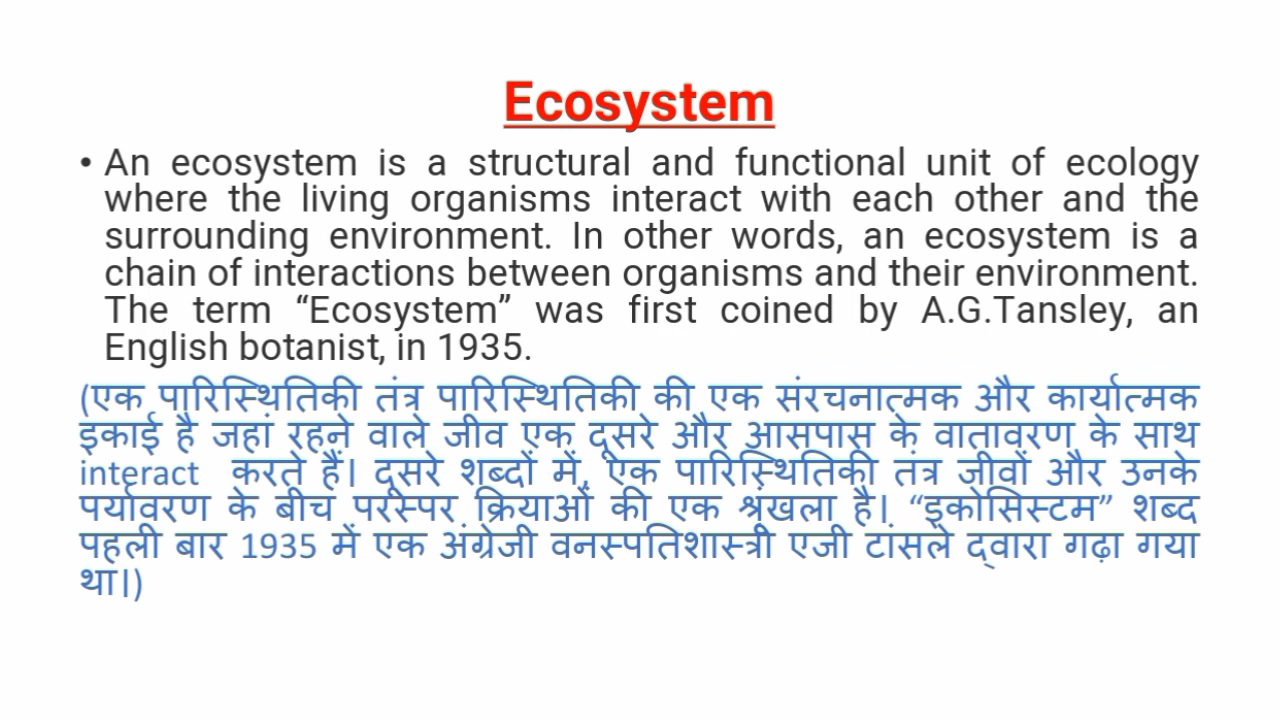 Ecosystem
• An ecosystem is a structural and functional unit of ecology
where the living organisms interact with each other and the
surrounding environment. In other words, an ecosystem is a
chain of interactions between organisms and their environment.
The term “Ecosystem” was first coined by A.G.Tansley, an
English botanist, in 1935.
(एक पारिस्थितिकी तंत्र पारिस्थितिकी की एक संरचनात्मक और कार्यात्मक
इकाई है जहां रहने वाले जीव एक दूसरे और आसपास के वातावरण के साथ
interact करते हैं। दूसरे शब्दों में, एक पारिस्थितिकी तंत्र जीवों और उनके
पर्यावरण के बीच परस्पर क्रियाओं की एक श्रृंखला है। “इकोसिस्टम” शब्द
पहली बार 1935 में एक अंग्रेजी वनस्पतिशास्त्री एजी टांसले द्वारा गढ़ा गया
था।)